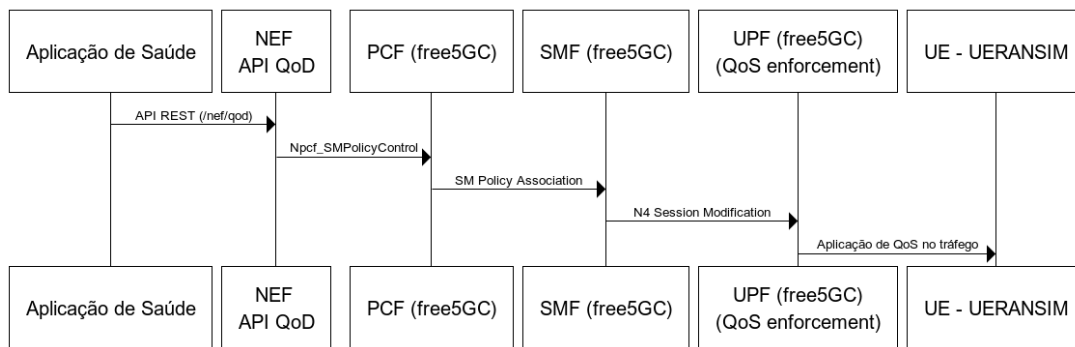 Aplicação de Saúde
NEF
API QoD
PCF (free5GC)
SMF (free5GC)
UPF (free5GC)
(QoS enforcement)
UE - UERANSIM
API REST (/nef/qod)
Npcf_SMPolicyControl
SM Policy Association
N4 Session Modification
Aplicação de QoS no tráfego
Aplicação de Saúde
NEF
API QoD
PCF (free5GC)
SMF (free5GC)
UPF (free5GC)
(QoS enforcement)
UE - UERANSIM